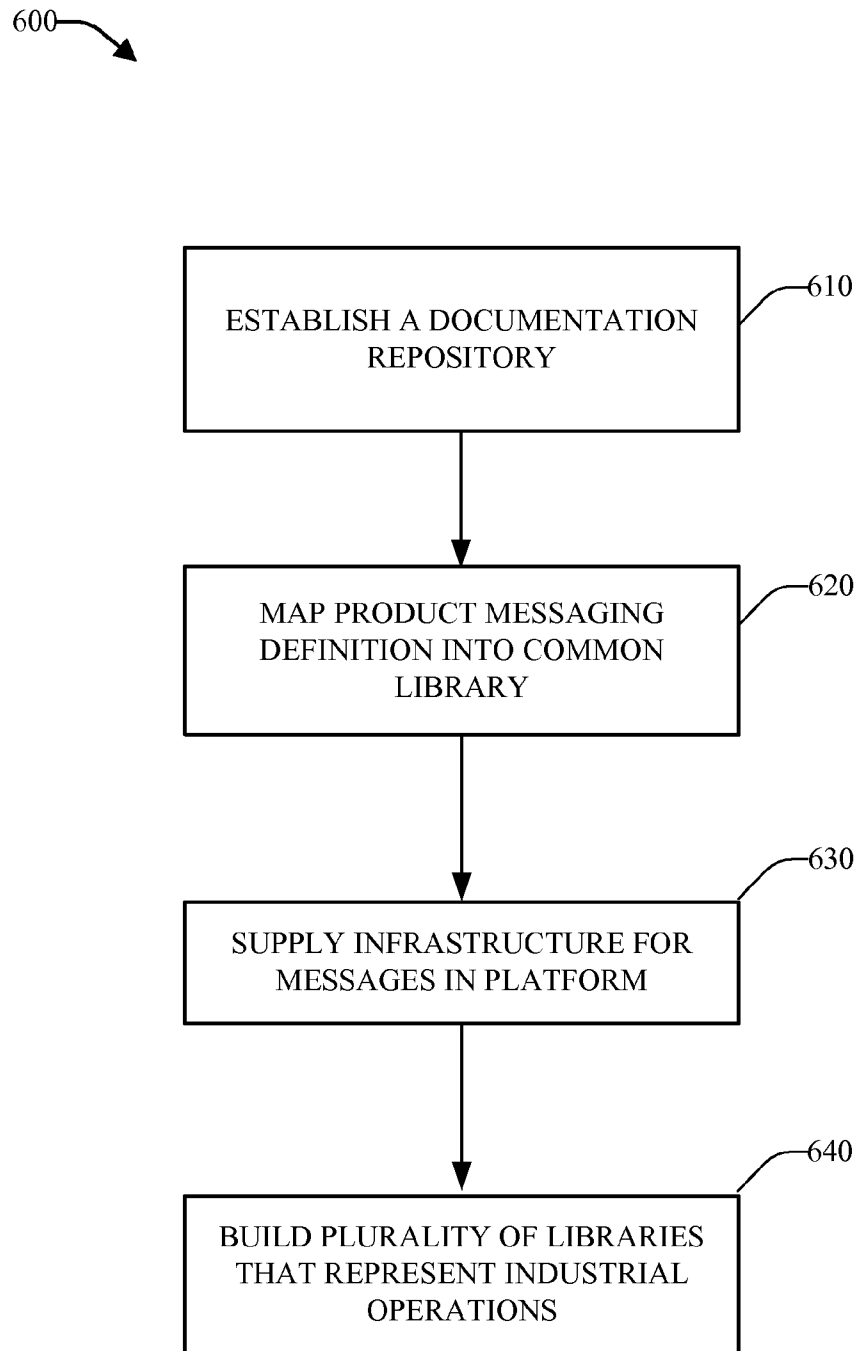 600
ESTABLISH A DOCUMENTATION
REPOSITORY
610
MAP PRODUCT MESSAGING
DEFINITION INTO COMMON
LIBRARY
620
SUPPLY INFRASTRUCTURE FOR
MESSAGES IN PLATFORM
630
BUILD PLURALITY OF LIBRARIES
THAT REPRESENT INDUSTRIAL
OPERATIONS
640